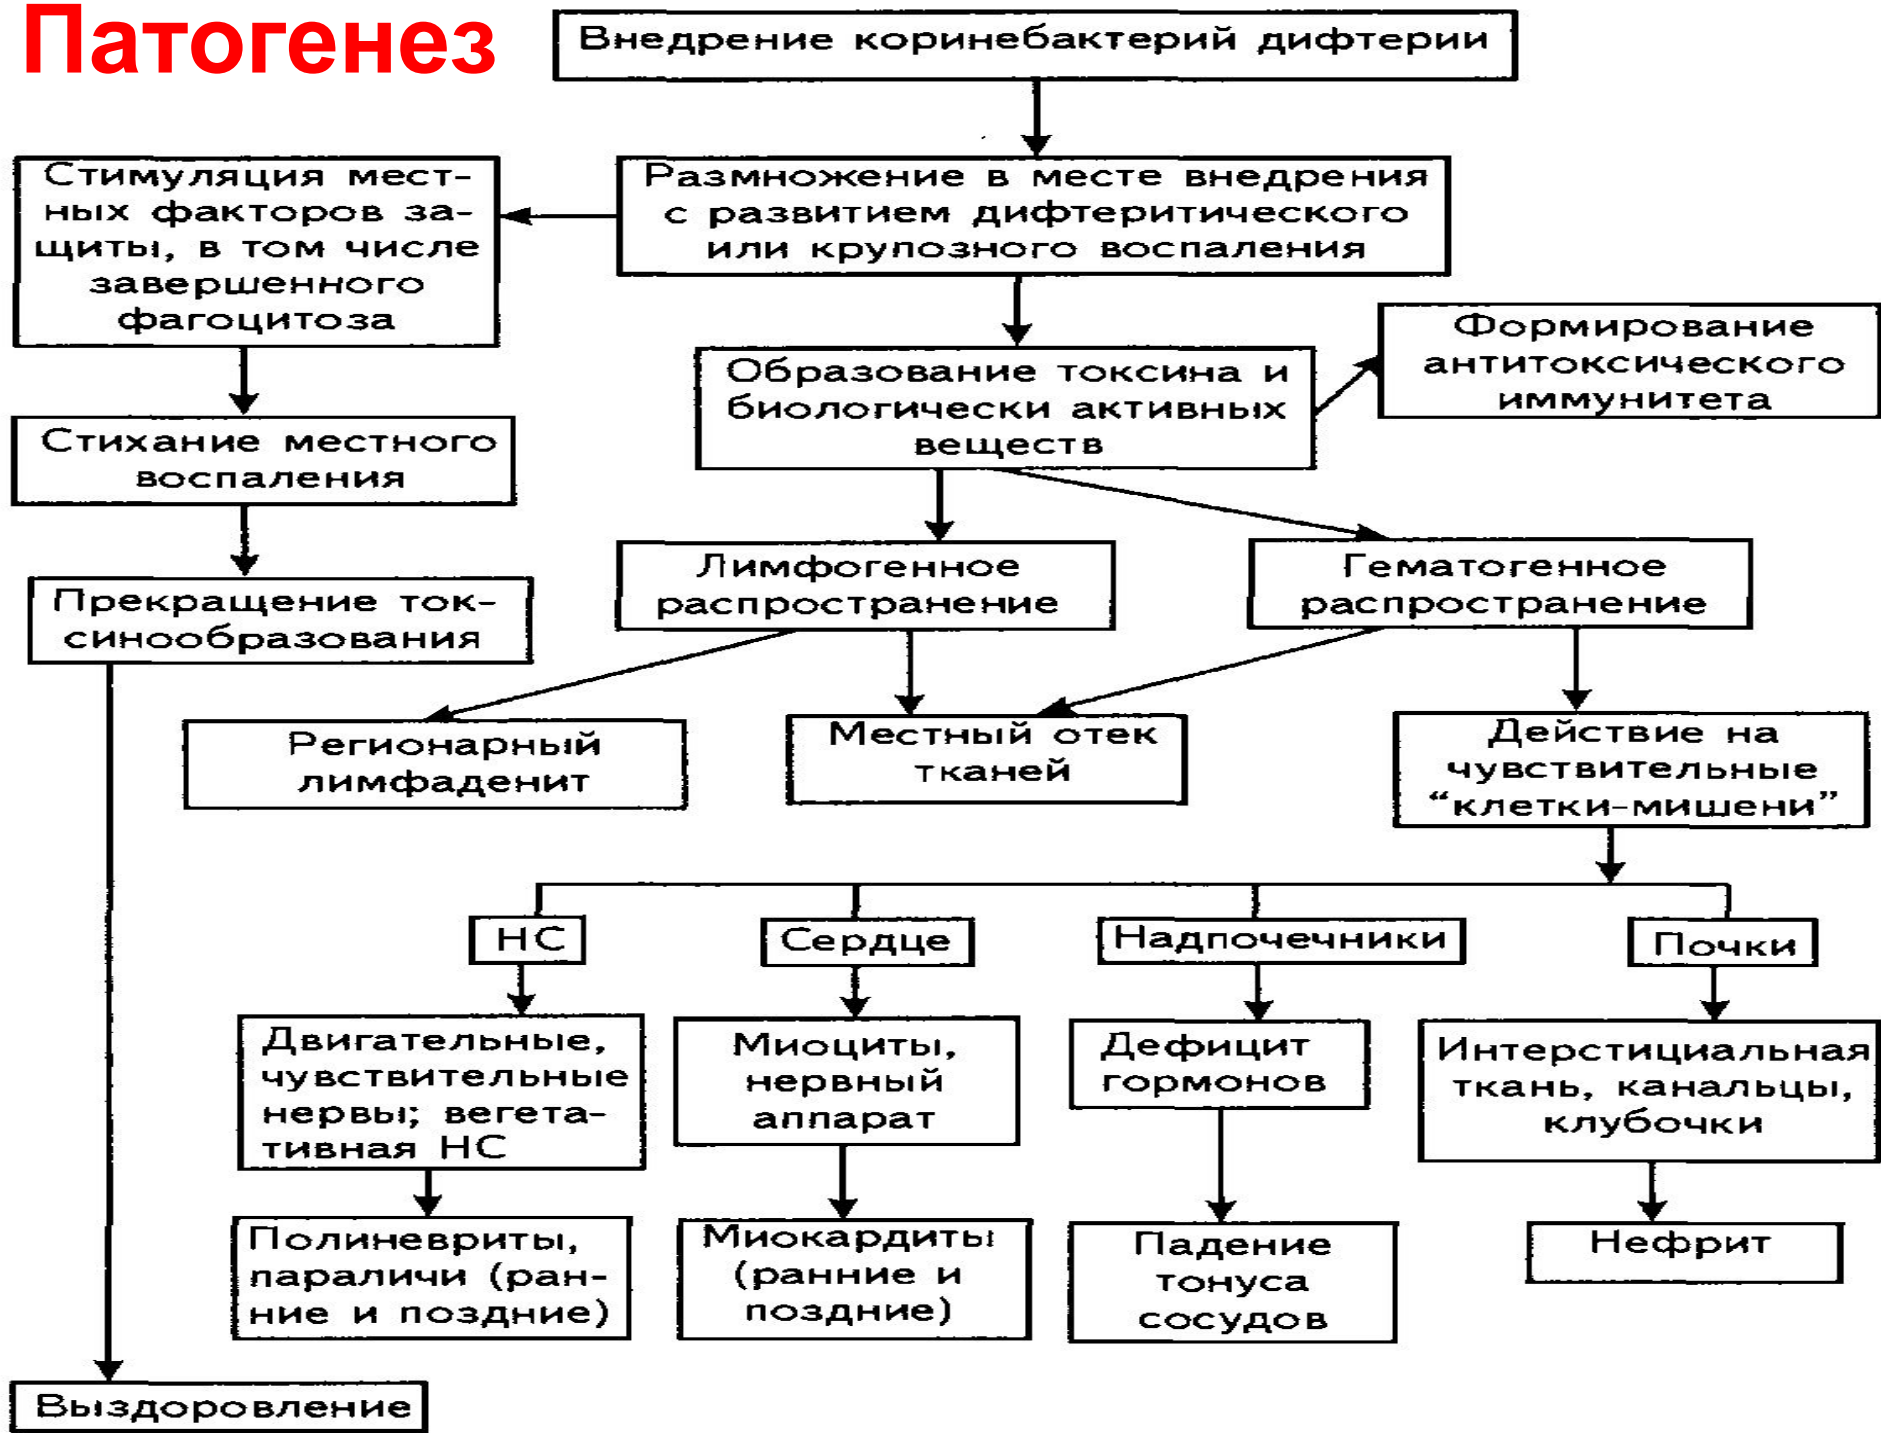 Патогенез
Внедрение коринебактерий дифтерии
Стимуляция мест-
ных факторов за-
щиты, в том числе
завершенного
фагоцитоза
Размножение в месте внедрения
с развитием дифтеритического
или крупозного воспаления
Формирование
антитоксического
иммунитета
Образование токсина и
биологически активных
веществ
Стихание местного
воспаления
Лимфогенное
распространение
Гематогенное
распространение
Прекращение ток-
синообразования
Регионарный
лимфаденит
Местный отек
тканей
Действие на
чувствительные
“клетки-мишени”
НС
Сердце
Надпочечники
Почки
Двигательные,
чувствительные
нервы; вегета-
тивная НС
Миоциты,
нервный
аппарат
Дефицит
гормонов
Интерстициальная
ткань, канальцы,
клубочки
Полиневриты,
параличи (ран-
ние и поздние)
Миокардиты
(ранние и
поздние)
Падение
тонуса
сосудов
Нефрит
Выздоровление